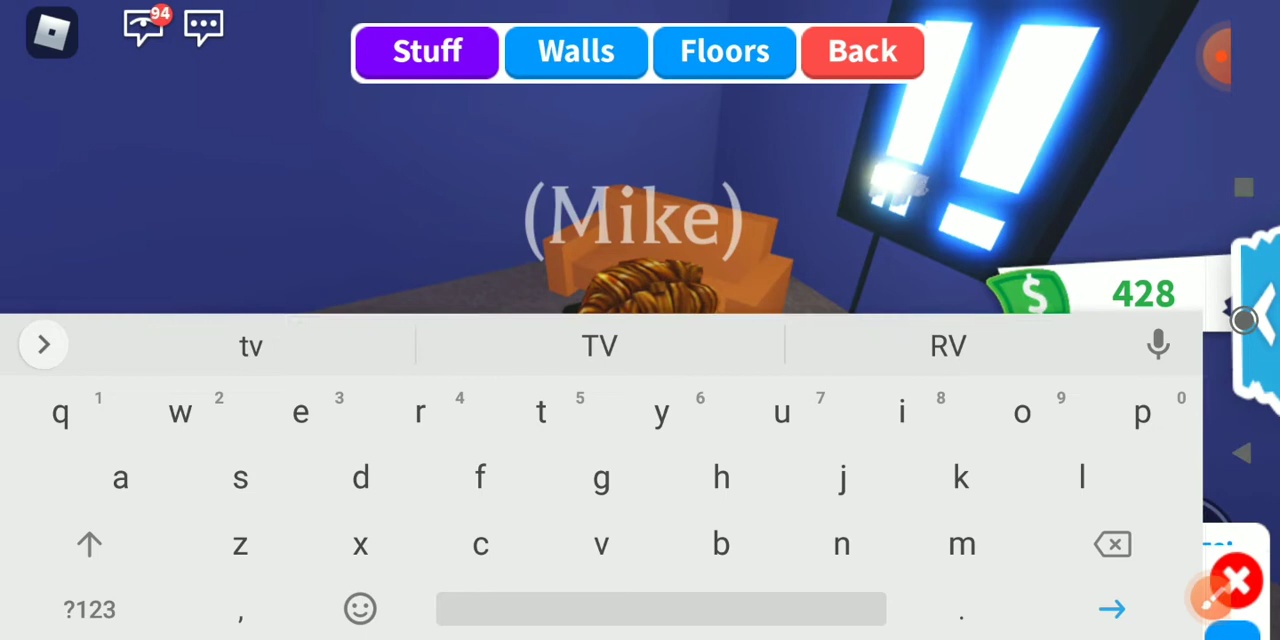 94
Stuff Walls Floors Back
(Mike)
$ 428
tv TV RV
1 2 3 4 5 6 7 8 9 0
q w e r t y u i o p
a s d f g h j k l
z x c v b n m
?123 , .